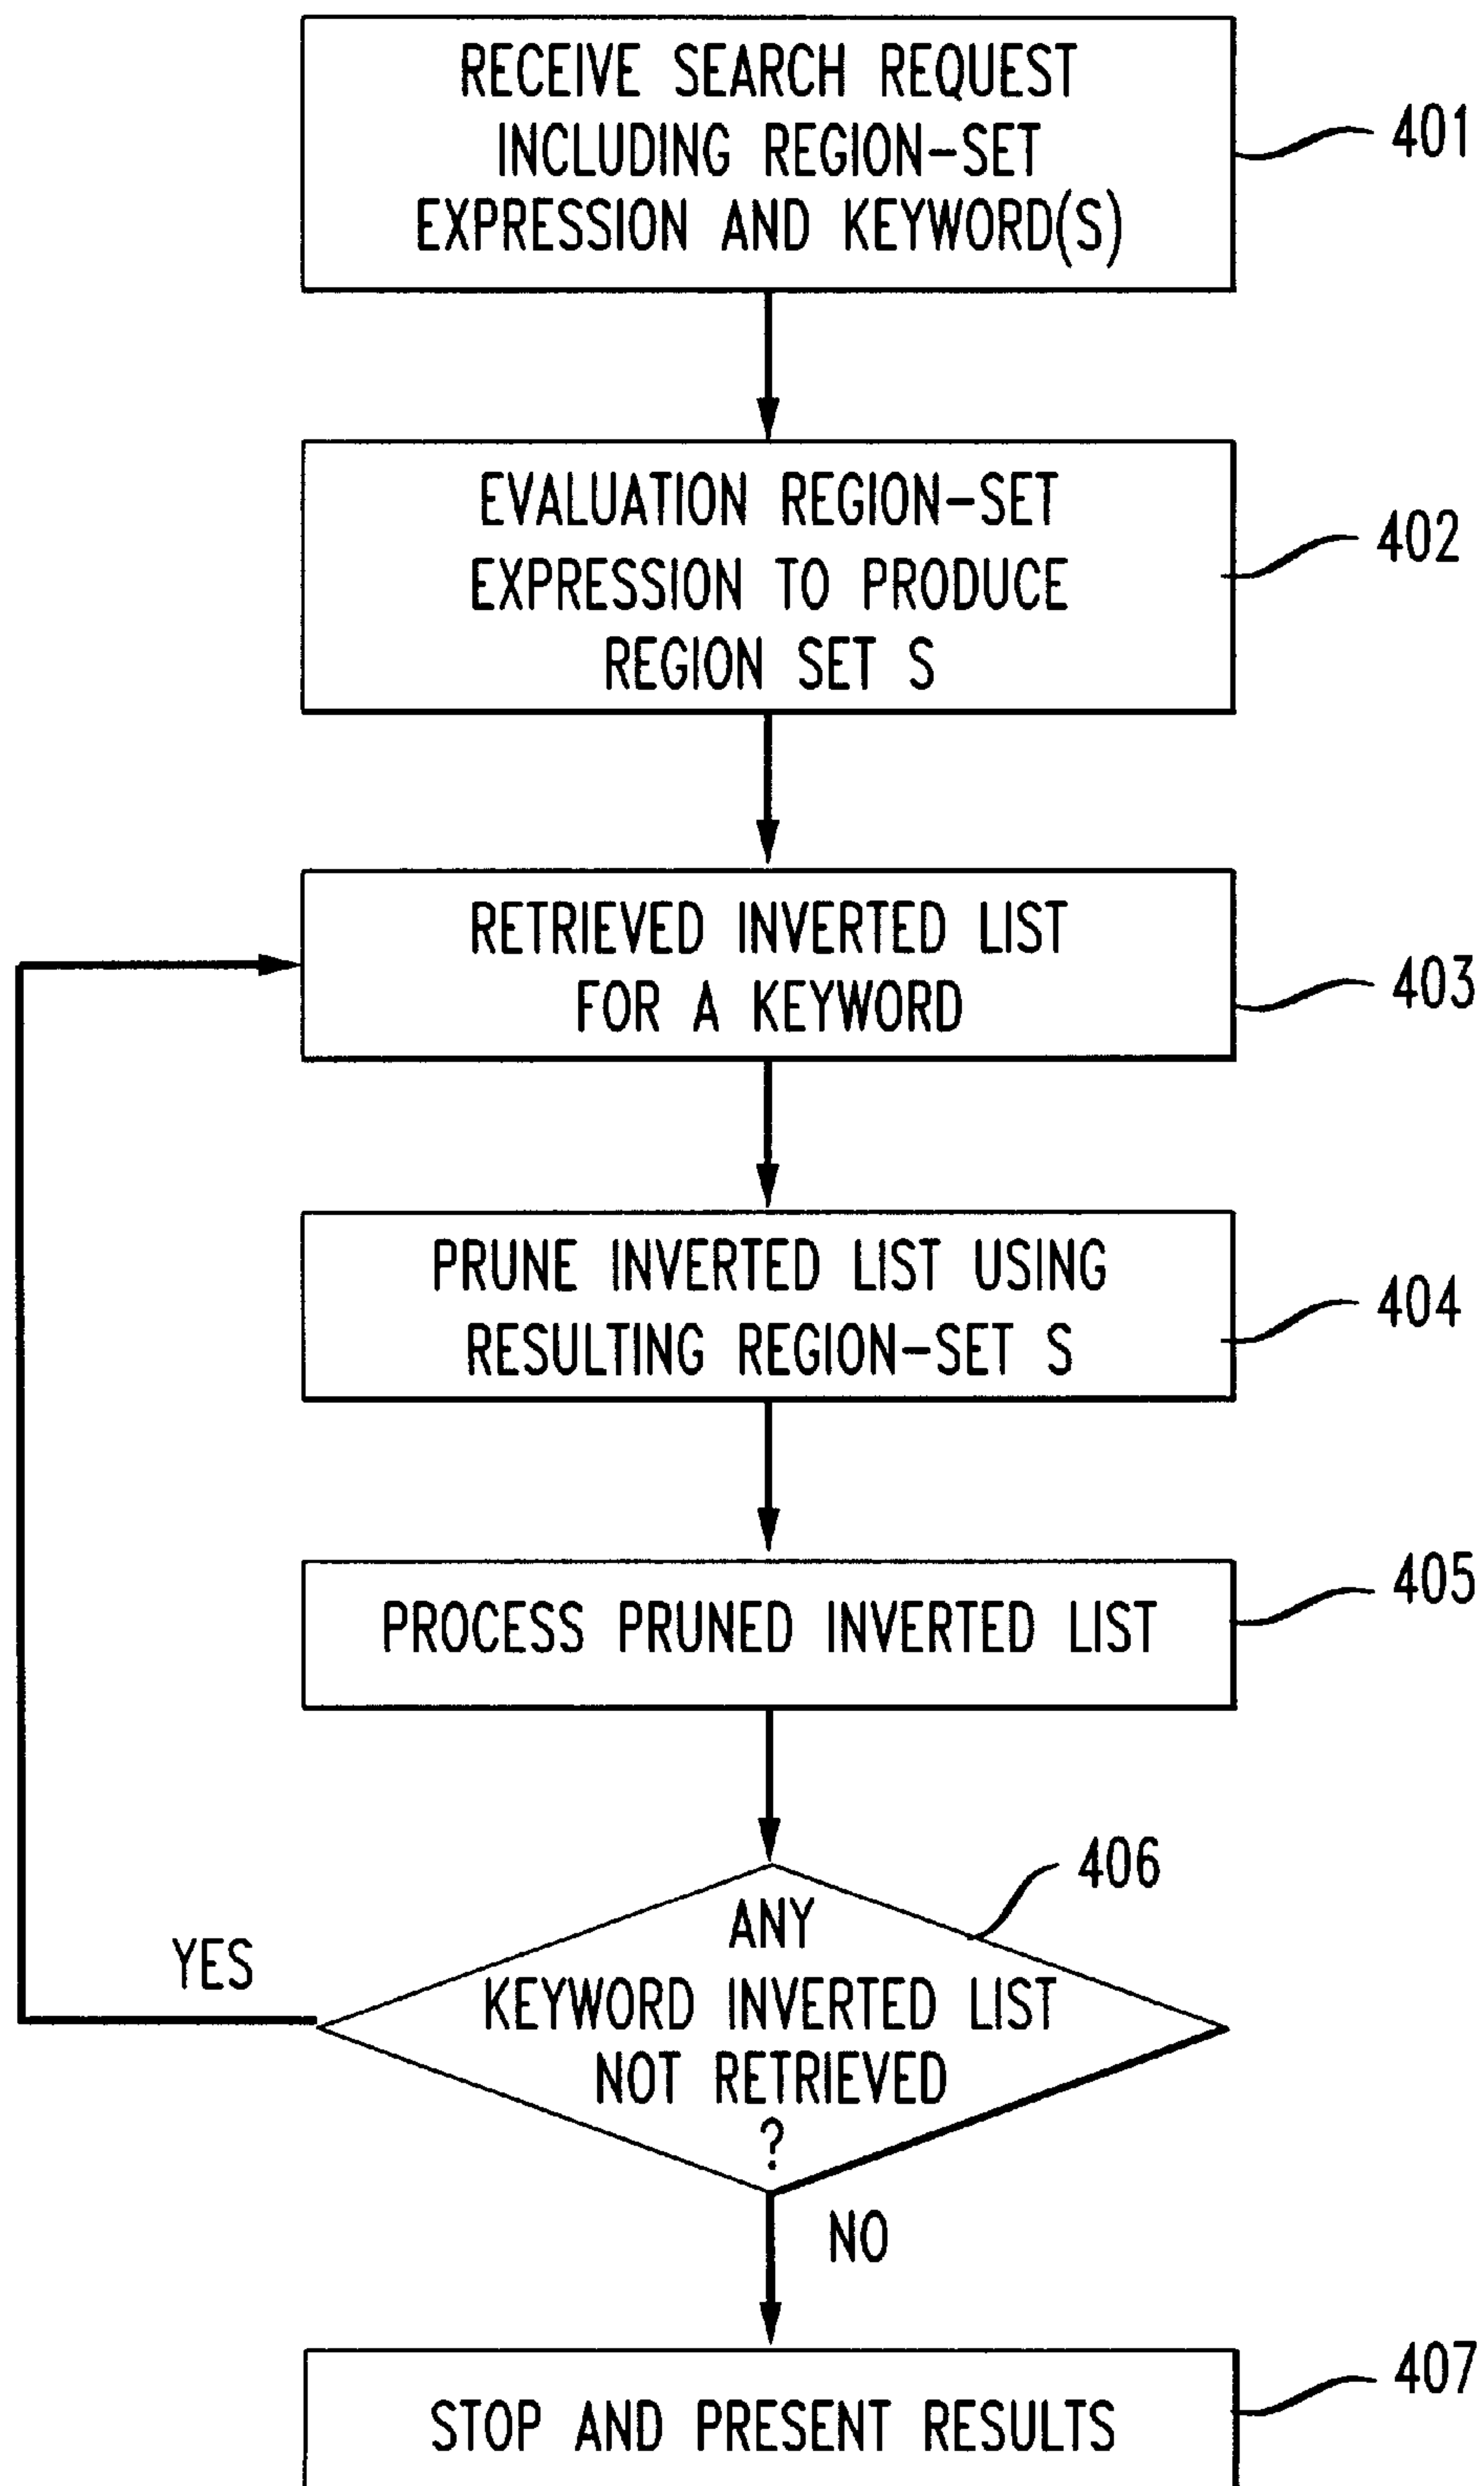 RECEIVE SEARCH REQUEST
INCLUDING REGION-SET
EXPRESSION AND KEYWORD(S)
401
EVALUATION REGION-SET
EXPRESSION TO PRODUCE
REGION SET S
402
RETRIEVED INVERTED LIST
FOR A KEYWORD
403
PRUNE INVERTED LIST USING
RESULTING REGION-SET S
404
PROCESS PRUNED INVERTED LIST
405
406
ANY
KEYWORD INVERTED LIST
NOT RETRIEVED
?
YES
NO
STOP AND PRESENT RESULTS
407